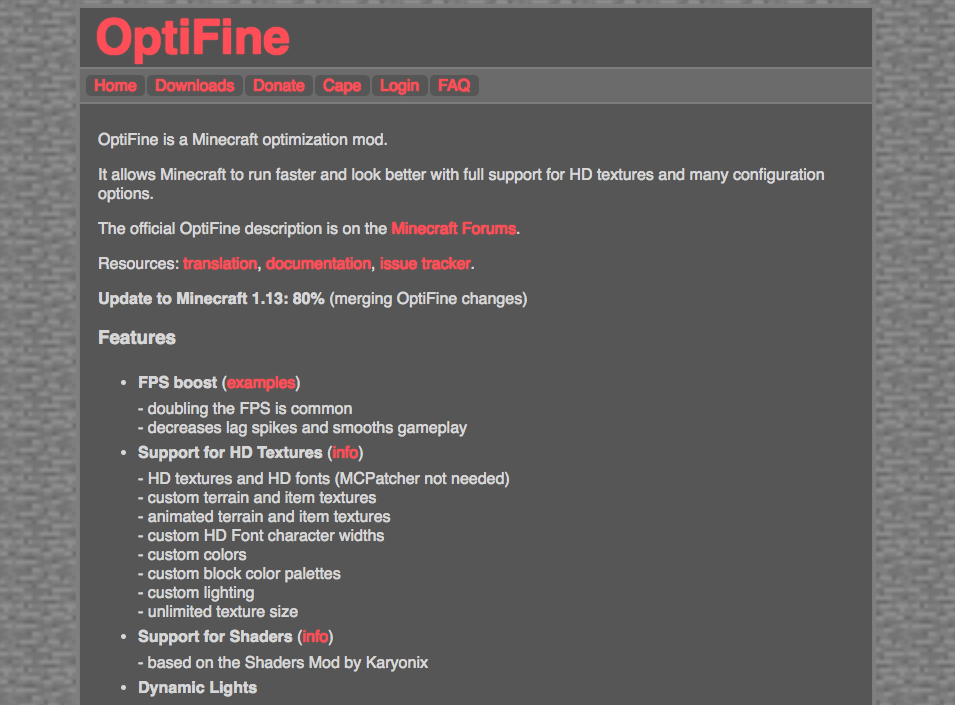 OptiFine
Home Downloads Donate Cape Login FAQ
OptiFine is a Minecraft optimization mod.
It allows Minecraft to run faster and look better with full support for HD textures and many configuration
options.
The official OptiFine description is on the Minecraft Forums.
Resources: translation, documentation, issue tracker.
Update to Minecraft 1.13: 80% (merging OptiFine changes)
Features
• FPS boost (examples)
- doubling the FPS is common
- decreases lag spikes and smooths gameplay
• Support for HD Textures (info)
- HD textures and HD fonts (MCPatcher not needed)
- custom terrain and item textures
- animated terrain and item textures
- custom HD Font character widths
- custom colors
- custom block color palettes
- custom lighting
- unlimited texture size
• Support for Shaders (info)
- based on the Shaders Mod by Karyonix
• Dynamic Lights